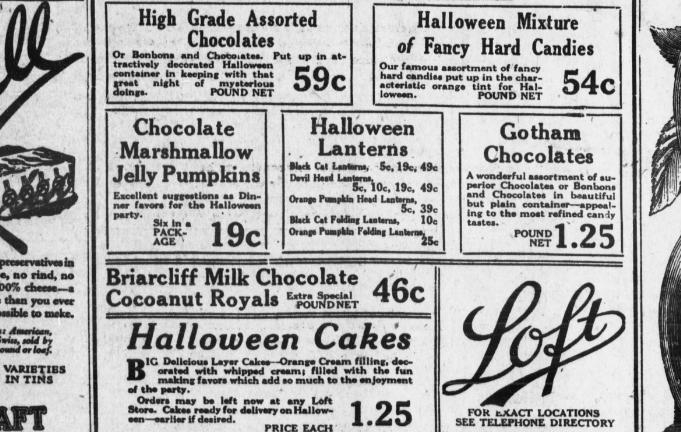 High Grade Assorted
Chocolates
Or Bonbons and Chocolates. Put up in at-
tractively decorated Halloween
container in keeping with that
great night of mysterious
doings. POUND NET
59c
Halloween Mixture
of Fancy Hard Candies
Our famous assortment of fancy
hard candies put up in the char-
acteristic orange tint for Hal-
loween. POUND NET
54c
Chocolate
Marshmallow
Jelly Pumpkins
Excellent suggestions as Din-
ner favors for the Halloween
party.
Six in a
PACK-
AGE
19c
Halloween
Lanterns
Black Cat Lanterns, 5c, 19c, 49c
Devil Head Lanterns,
5c, 10c, 19c, 49c
Orange Pumpkin Head Lanterns,
5c, 39c
Black Cat Folding Lanterns, 10c
Orange Pumpkin Folding Lanterns,
25c
Gotham
Chocolates
A wonderful assortment of su-
perior Chocolates or Bonbons
and Chocolates in beautiful
but plain container—appeal-
ing to the most refined candy
tastes.
POUND
NET
1.25
Briarcliff Milk Chocolate
Cocoanut Royals Extra Special
POUND NET
46c
Halloween Cakes
BIG Delicious Layer Cakes—Orange Cream filling, dec-
orated with whipped cream; filled with the fun
making favors which add so much to the enjoyment
of the party.
Orders may be left now at any Loft
Store. Cakes ready for delivery on Hallow-
een—earlier if desired.
PRICE EACH
1.25
Loft
FOR EXACT LOCATIONS
SEE TELEPHONE DIRECTORY
ell
preservatives in
e, no rind, no
00% cheese—a
than you ever
ossible to make.
American,
wiss, sold by
ound or loaf.
VARIETIES
IN TINS
AFT